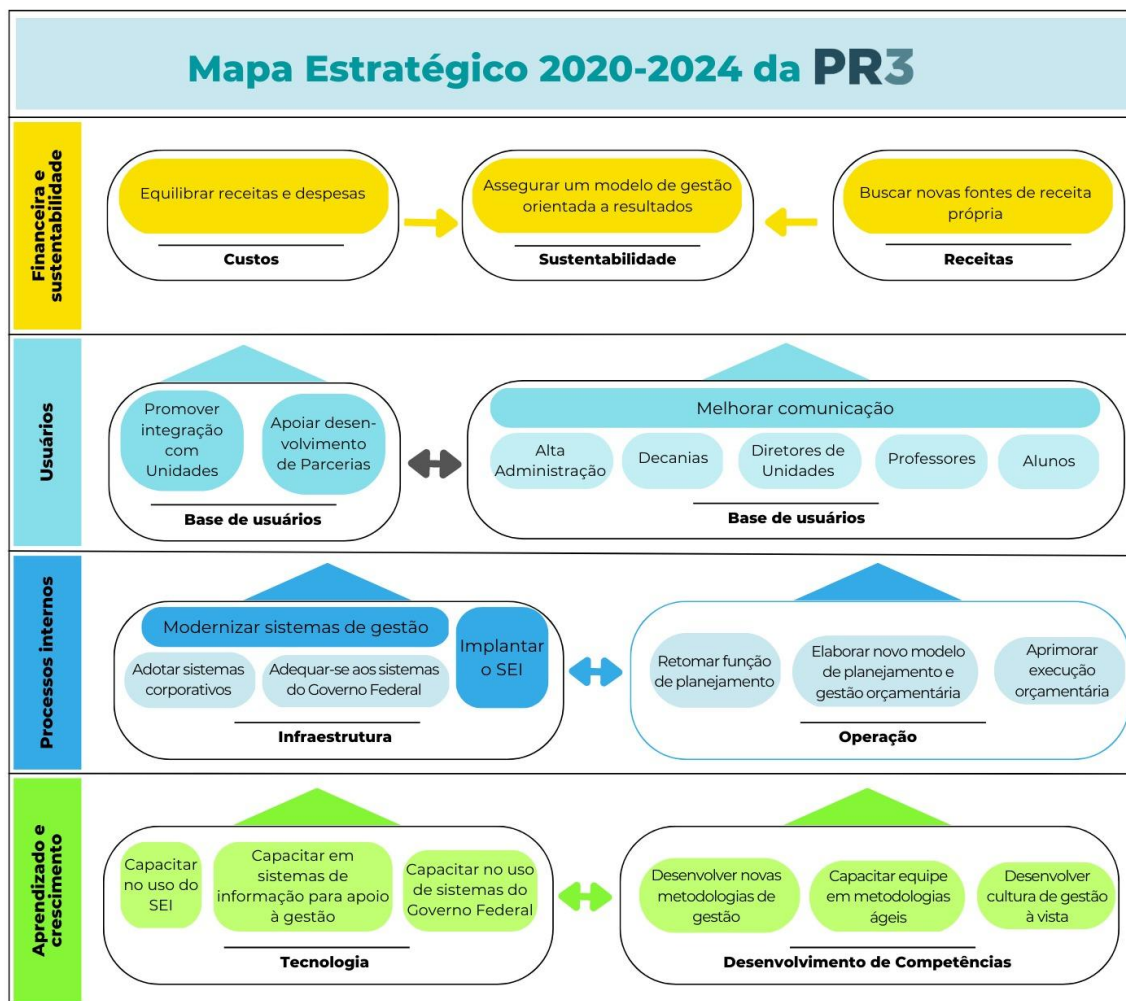 Mapa Estratégico 2020-2024 da PR3
Financeira e
sustentabilidade
Equilibrar receitas e despesas
Custos
Assegurar um modelo de gestão
orientada a resultados
Sustentabilidade
Buscar novas fontes de receita
própria
Receitas
Usuários
Promover
integração
com
Unidades
Apoiar desen-
volvimento
de Parcerias
Base de usuários
Melhorar comunicação
Alta
Administração
Decanias
Diretores de
Unidades
Professores
Alunos
Base de usuários
Processos internos
Modernizar sistemas de gestão
Adotar sistemas
corporativos
Adequar-se aos sistemas
do Governo Federal
Implantar
o SEI
Infraestrutura
Retomar função
de planejamento
Elaborar novo modelo
de planejamento e
gestão orçamentária
Aprimorar
execução
orçamentária
Operação
Aprendizado e
crescimento
Capacitar
no uso do
SEI
Capacitar em
sistemas de
informação para apoio
à gestão
Capacitar no uso
de sistemas do
Governo Federal
Tecnologia
Desenvolver novas
metodologias de
gestão
Capacitar equipe
em metodologias
ágeis
Desenvolver
cultura de gestão
à vista
Desenvolvimento de Competências